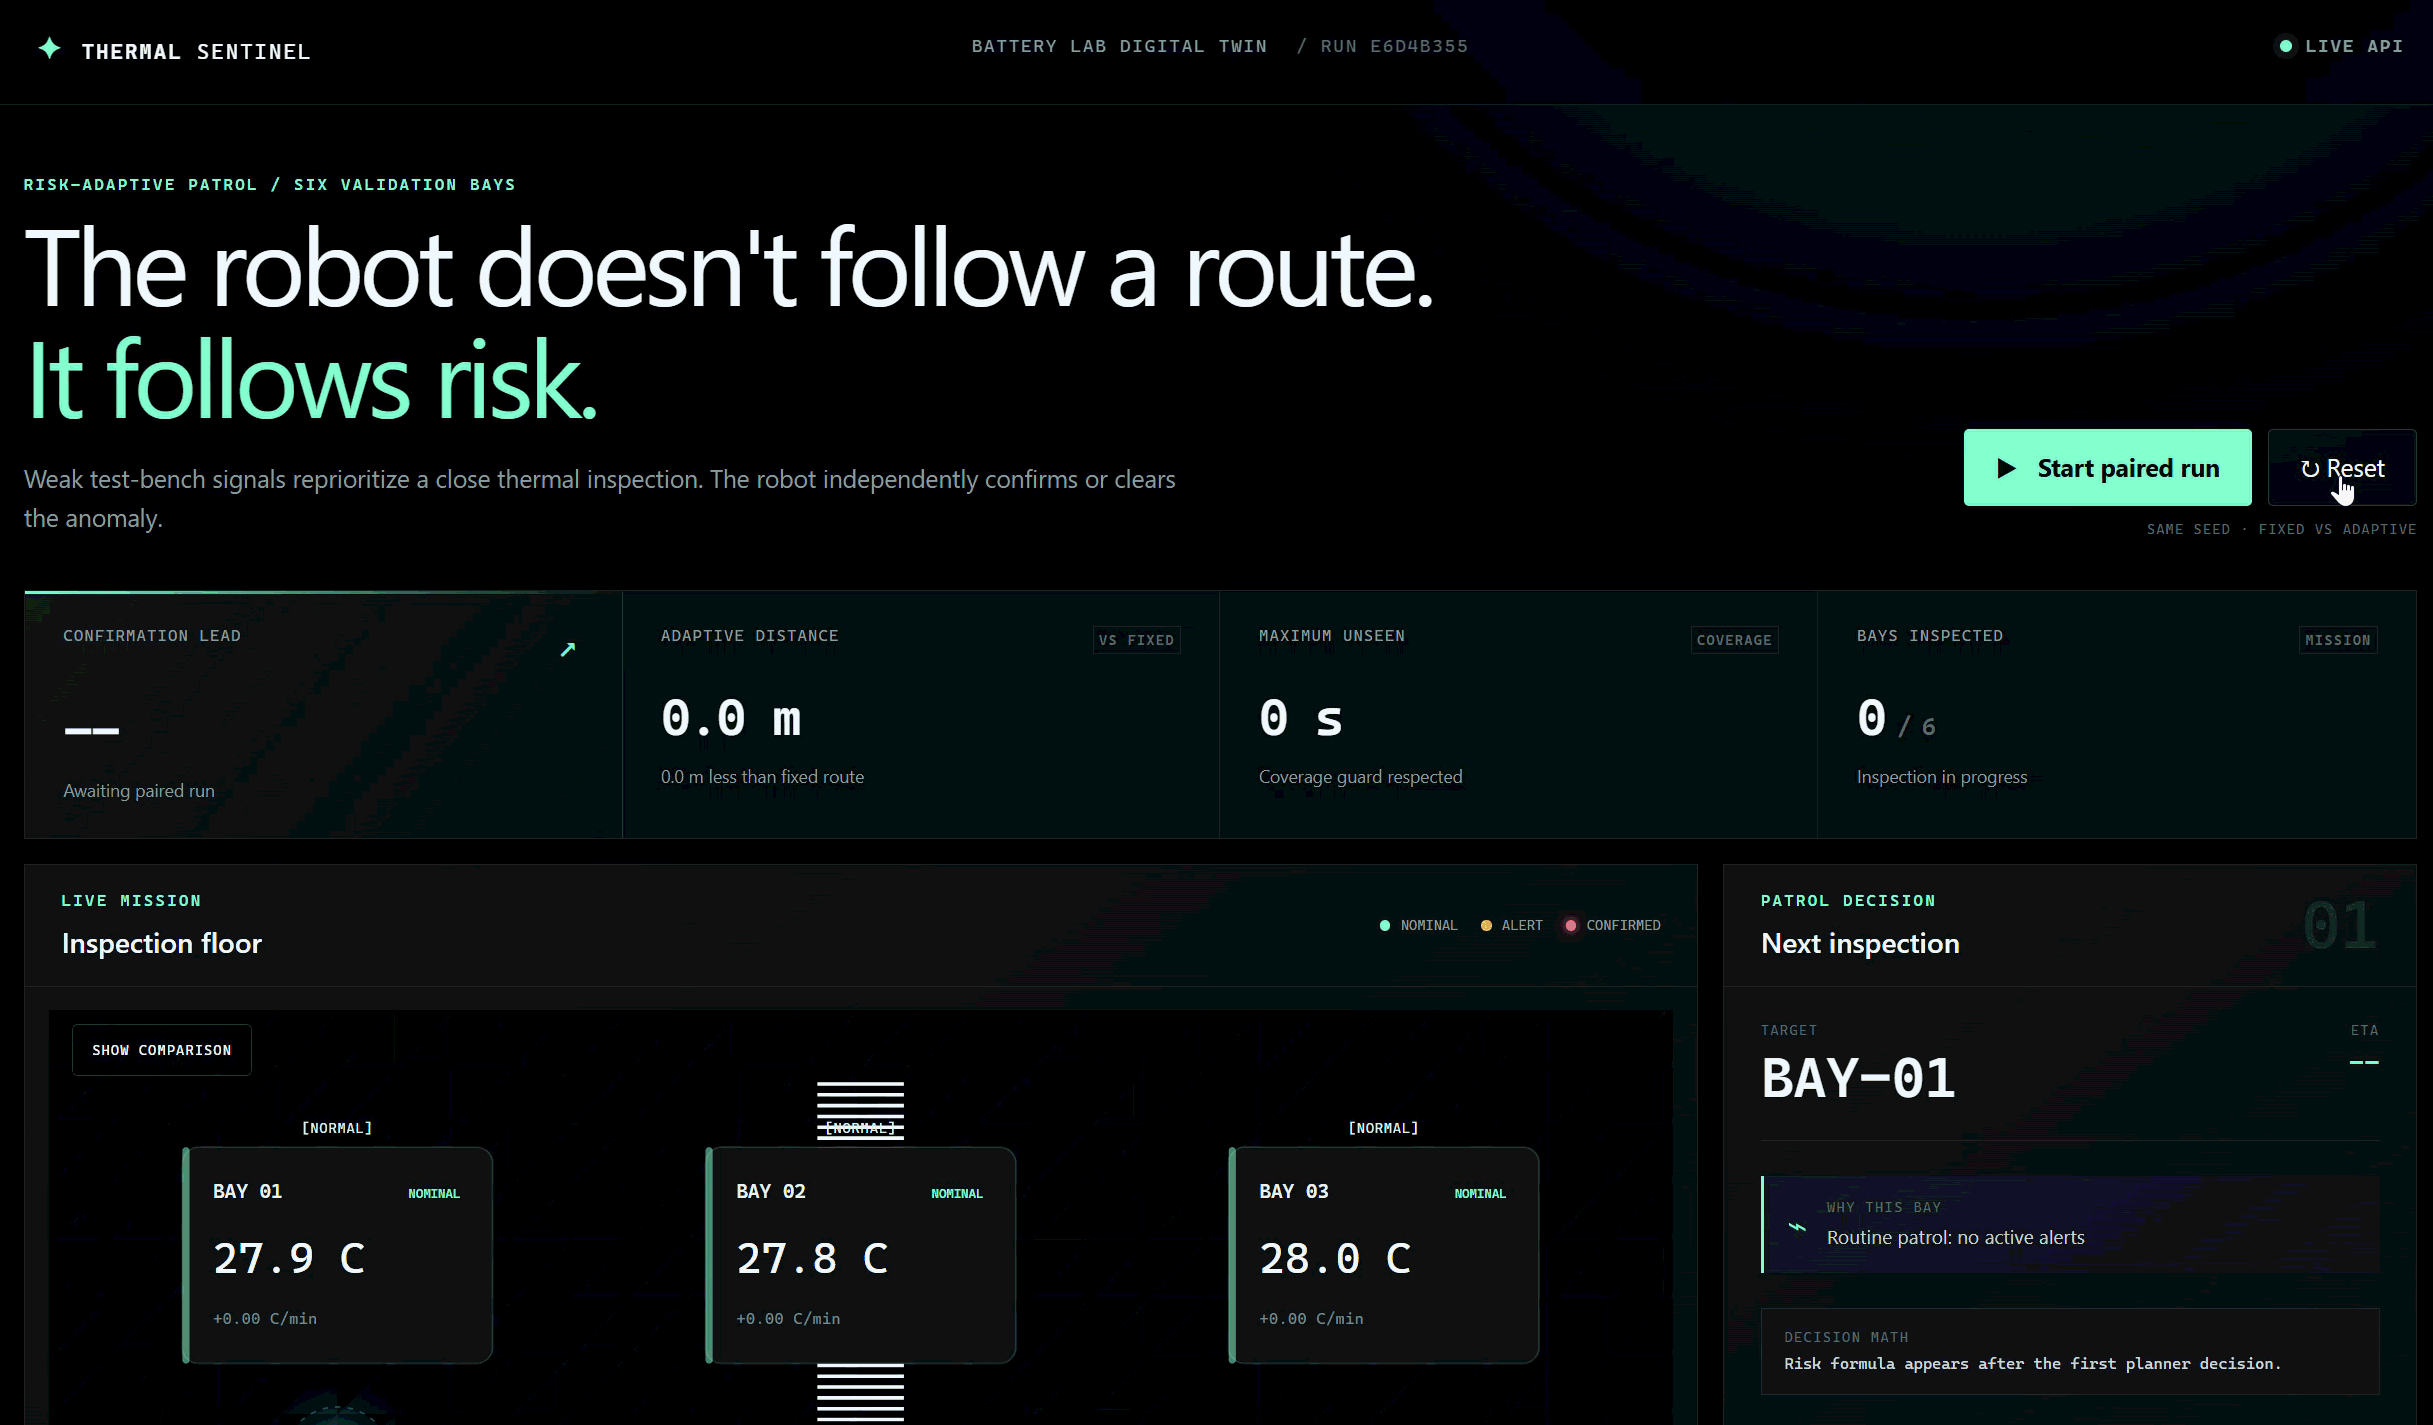 THERMAL SENTINEL
BATTERY LAB DIGITAL TWIN / RUN E6D4B355
LIVE API
RISK-ADAPTIVE PATROL / SIX VALIDATION BAYS
The robot doesn't follow a route.
It follows risk.
Weak test-bench signals reprioritize a close thermal inspection. The robot independently confirms or clears
the anomaly.
▶ Start paired run
↻ Reset
SAME SEED · FIXED VS ADAPTIVE
CONFIRMATION LEAD
↗
——
Awaiting paired run
ADAPTIVE DISTANCE
VS FIXED
0.0 m
0.0 m less than fixed route
MAXIMUM UNSEEN
COVERAGE
0 s
Coverage guard respected
BAYS INSPECTED
MISSION
0 / 6
Inspection in progress
LIVE MISSION
Inspection floor
NOMINAL
ALERT
CONFIRMED
SHOW COMPARISON
[NORMAL]
BAY 01
NOMINAL
27.9 C
+0.00 C/min
[NORMAL]
BAY 02
NOMINAL
27.8 C
+0.00 C/min
[NORMAL]
BAY 03
NOMINAL
28.0 C
+0.00 C/min
PATROL DECISION
Next inspection
01
TARGET
BAY-01
ETA
——
WHY THIS BAY
Routine patrol: no active alerts
DECISION MATH
Risk formula appears after the first planner decision.